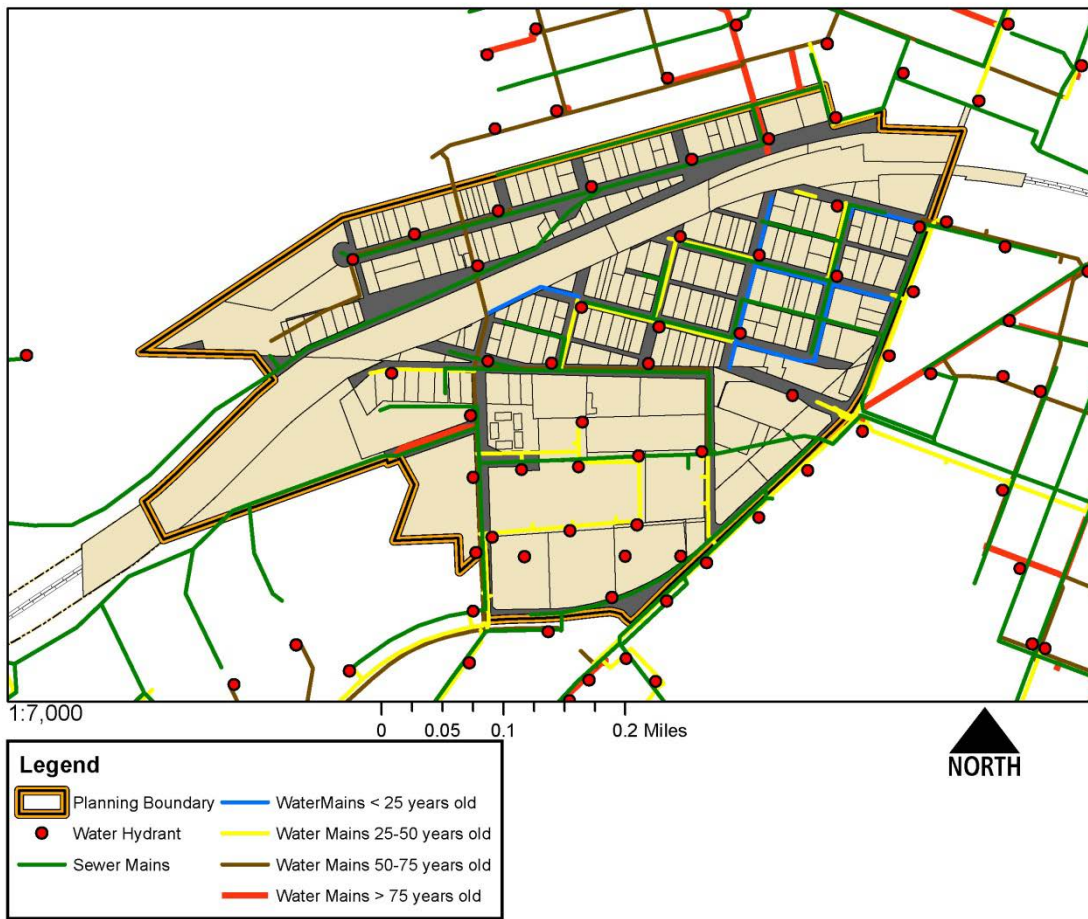 1:7,000
0 0.05 0.1 0.2 Miles
NORTH
Legend
Planning Boundary
Water Hydrant
Sewer Mains
WaterMains < 25 years old
Water Mains 25-50 years old
Water Mains 50-75 years old
Water Mains > 75 years old